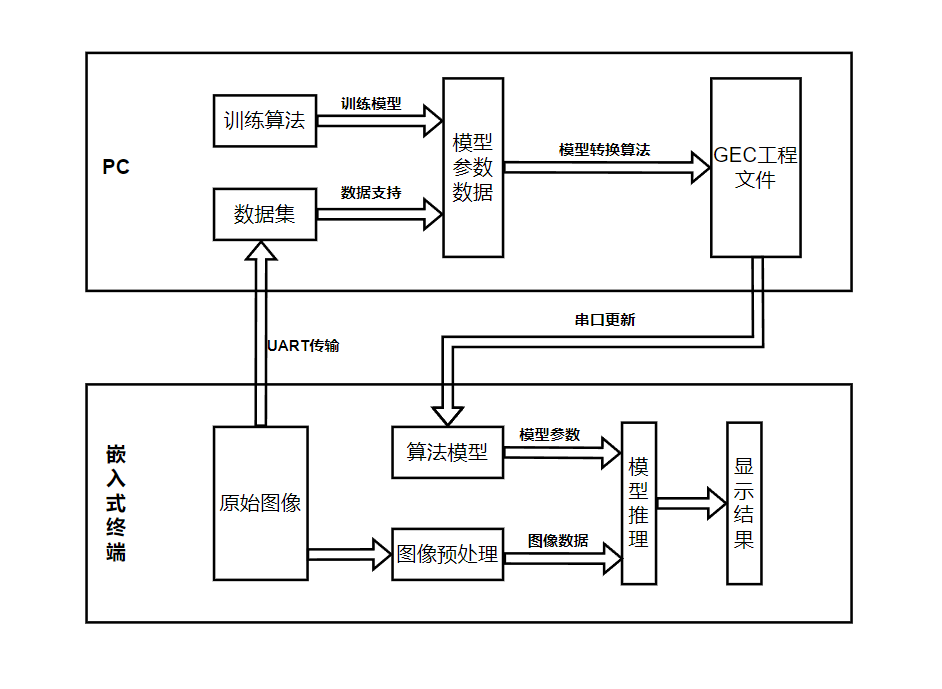 训练算法
训练模型
模型
参数
数据
模型转换算法
GEC工程
文件
PC
数据集
数据支持
串口更新
UART传输
嵌
入
式
终
端
原始图像
算法模型
模型参数
图像预处理
图像数据
模
型
推
理
显
示
结
果